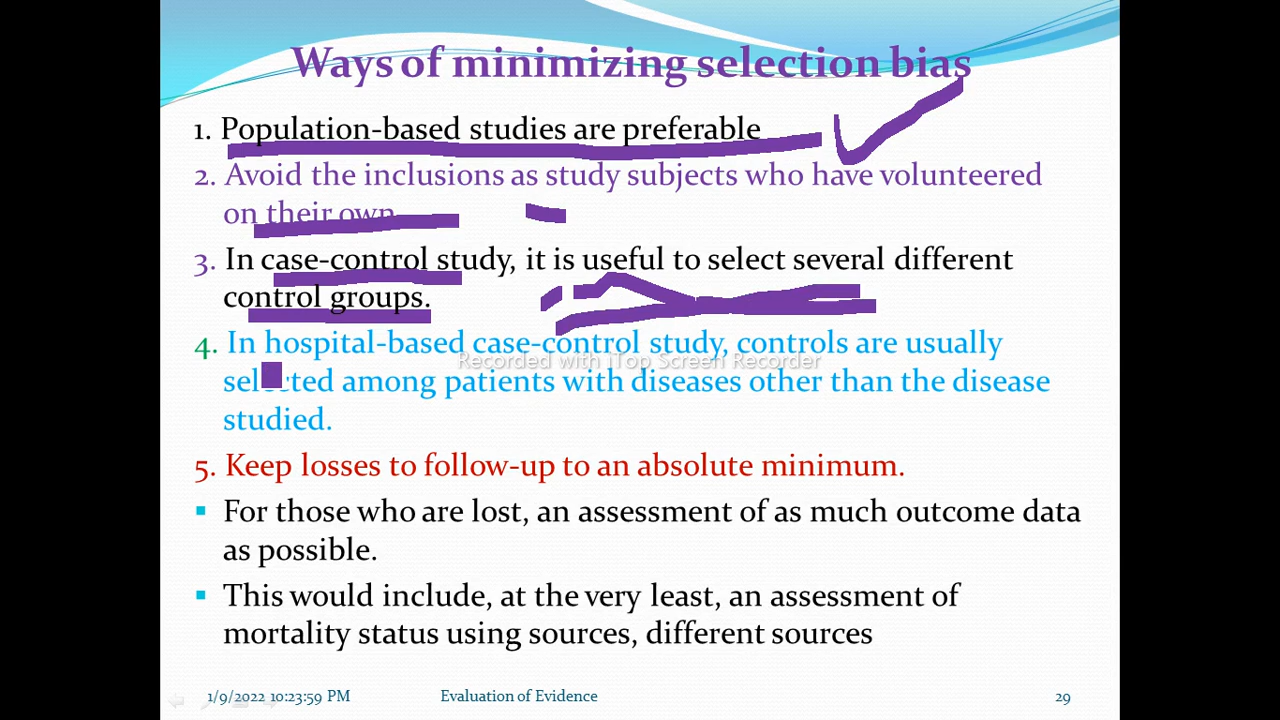 Ways of minimizing selection bias
1. Population-based studies are preferable
2. Avoid the inclusions as study subjects who have volunteered
on their own
3. In case-control study, it is useful to select several different
control groups.
4. In hospital-based case-control study, controls are usually
Recorded with iTop Screen Recorder
selected among patients with diseases other than the disease
studied.
5. Keep losses to follow-up to an absolute minimum.
▪ For those who are lost, an assessment of as much outcome data
as possible.
▪ This would include, at the very least, an assessment of
mortality status using sources, different sources
1/9/2022 10:23:59 PM Evaluation of Evidence 29